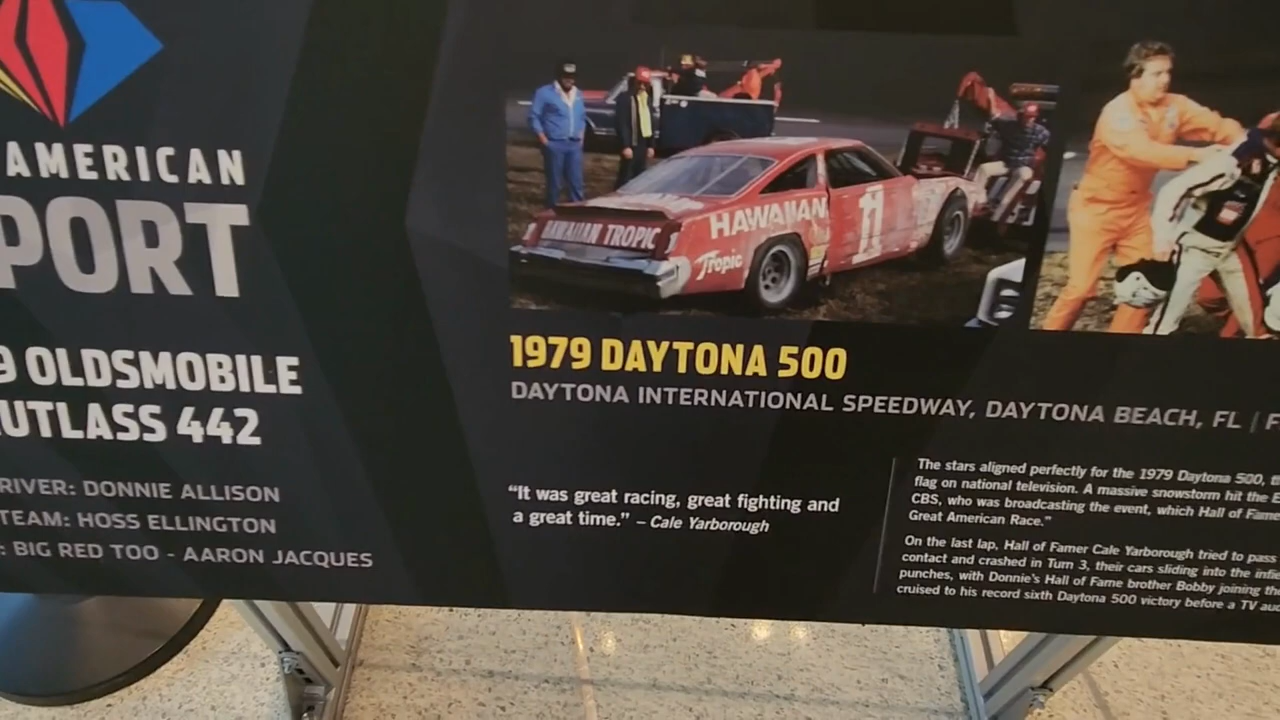 AMERICAN
PORT
9 OLDSMOBILE
UTLASS 442
RIVER: DONNIE ALLISON
TEAM: HOSS ELLINGTON
: BIG RED TOO - AARON JACQUES
HAWAIIAN TROPIC
HAWAIIAN
Tropic
11
1979 DAYTONA 500
DAYTONA INTERNATIONAL SPEEDWAY, DAYTONA BEACH, FL | F
“It was great racing, great fighting and
a great time.” – Cale Yarborough
The stars aligned perfectly for the 1979 Daytona 500, th
flag on national television. A massive snowstorm hit the E
CBS, who was broadcasting the event, which Hall of Fame
Great American Race.”
On the last lap, Hall of Famer Cale Yarborough tried to pass
contact and crashed in Turn 3, their cars sliding into the infie
punches, with Donnie's Hall of Fame brother Bobby joining the
cruised to his record sixth Daytona 500 victory before a TV au